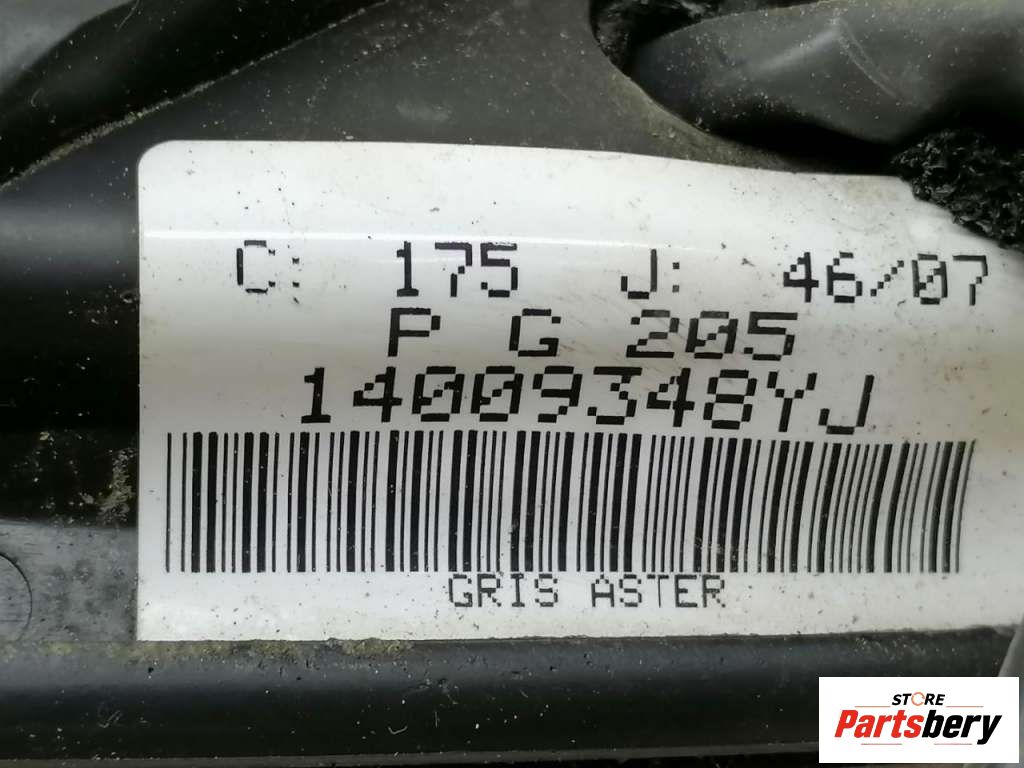 C: 175 J: 46/07
P G 205
14009348YJ
GRIS ASTER
STORE
Partsbery